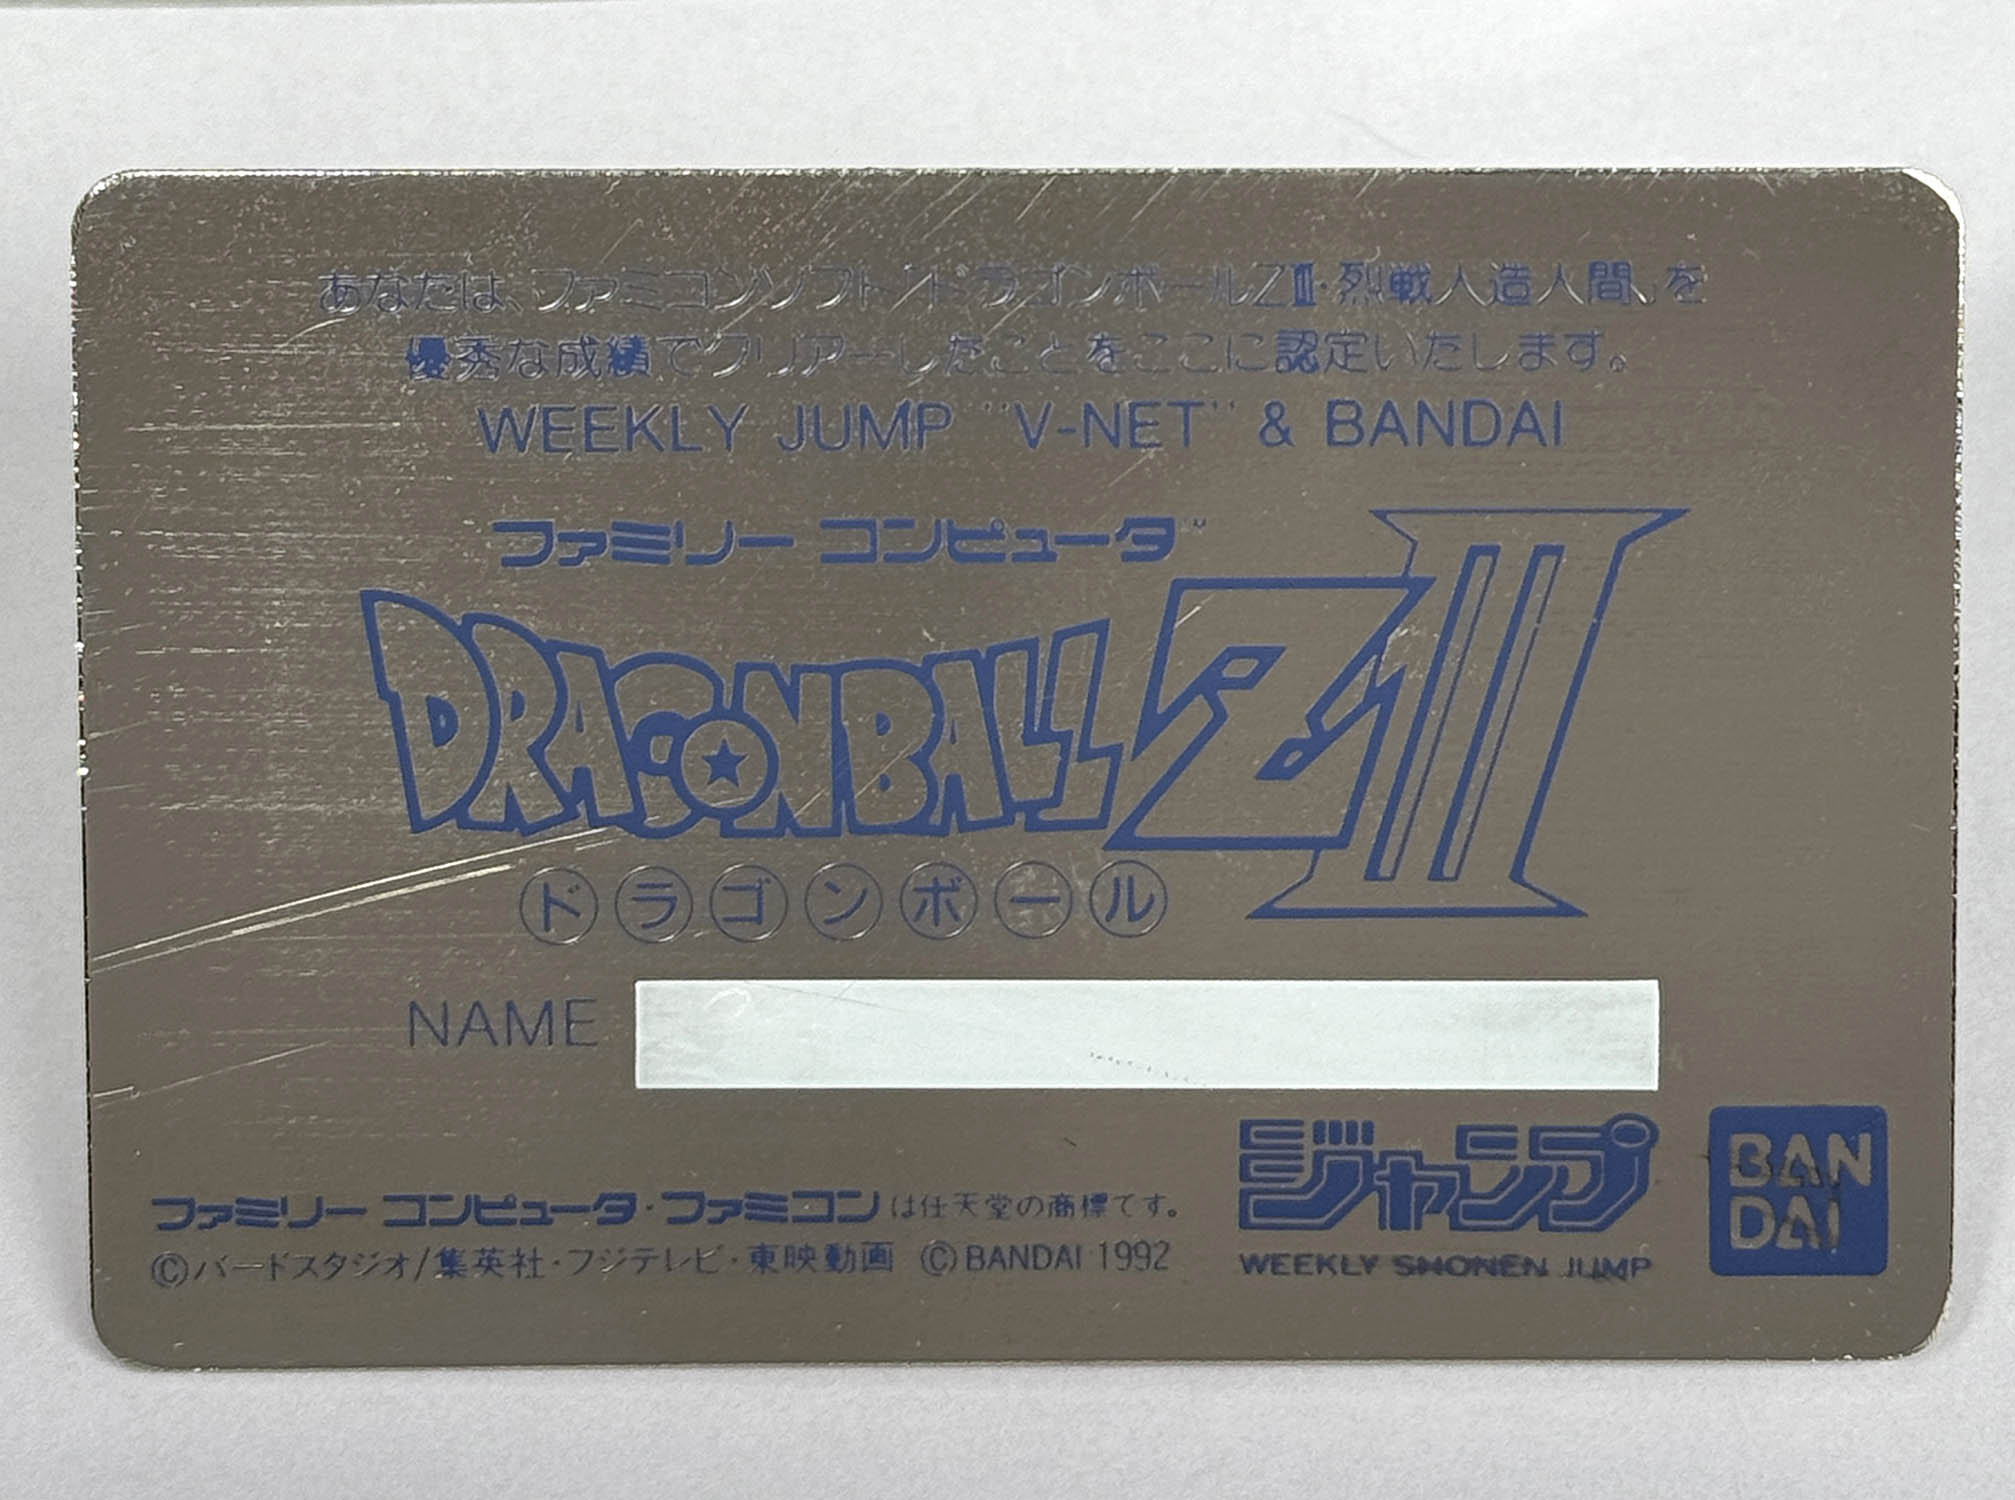 あなたは、ファミコンソフト「ドラゴンボールZⅢ・烈戦人造人間」を
優秀な成績でクリアーしたことをここに認定いたします。
WEEKLY JUMP "V-NET" & BANDAI
ファミリーコンピュータ™
DRAGONBALL Z III
ドラゴンボール
NAME
ジャンプ
WEEKLY SHONEN JUMP
BAN
DAI
ファミリーコンピュータ・ファミコンは任天堂の商標です。
©バードスタジオ/集英社・フジテレビ・東映動画 ©BANDAI 1992